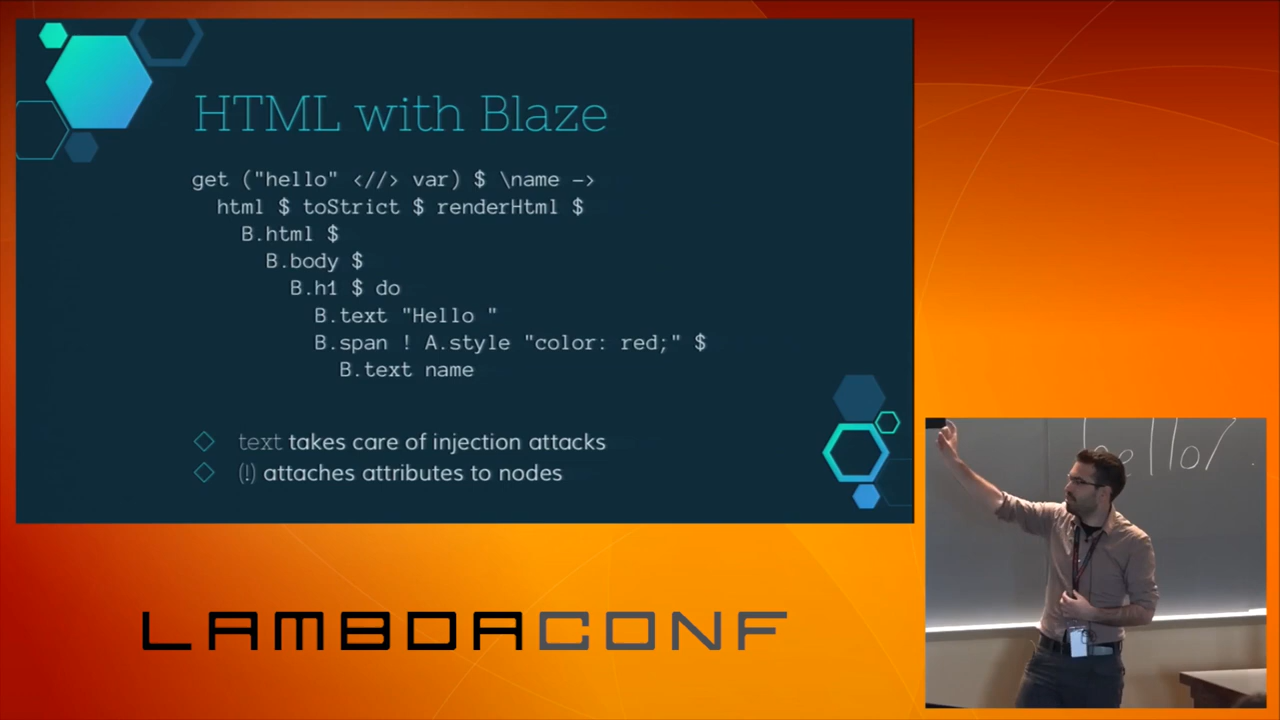 HTML with Blaze
get ("hello" <//> var) $ \name ->
html $ toStrict $ renderHtml $
B.html $
B.body $
B.h1 $ do
B.text "Hello "
B.span ! A.style "color: red;" $
B.text name
text takes care of injection attacks
(!) attaches attributes to nodes
hello/
LAMBDACONF